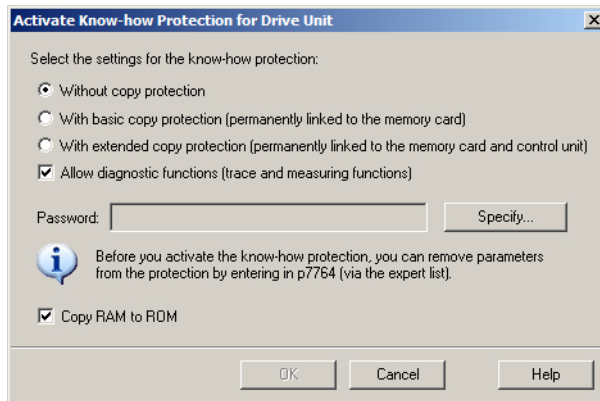 Activate Know-how Protection for Drive Unit
Select the settings for the know-how protection:
Without copy protection
With basic copy protection (permanently linked to the memory card)
With extended copy protection (permanently linked to the memory card and control unit)
Allow diagnostic functions (trace and measuring functions)
Password:
Specify...
Before you activate the know-how protection, you can remove parameters
from the protection by entering in p7764 (via the expert list).
Copy RAM to ROM
OK
Cancel
Help